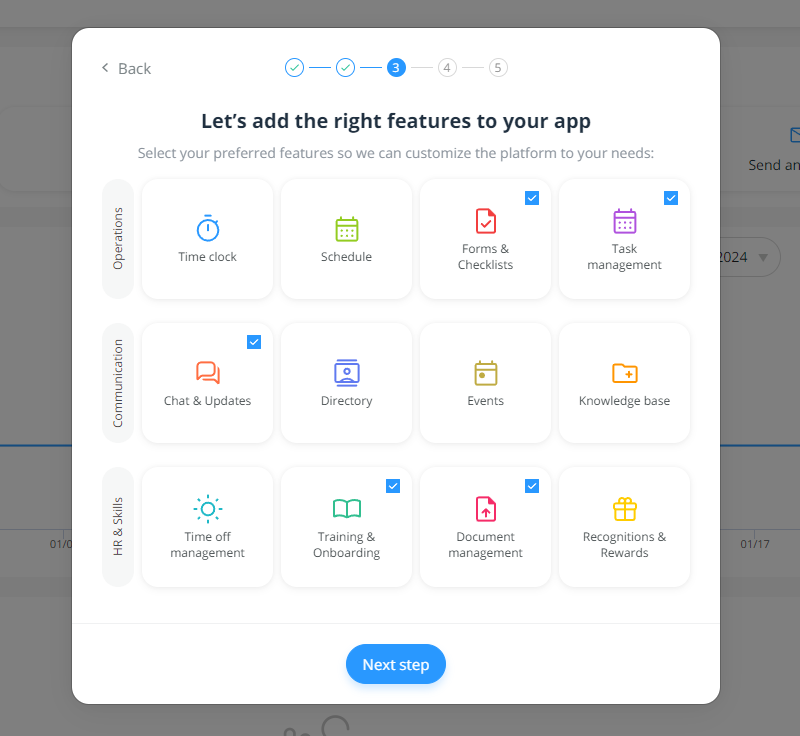 Back
3
4
5
Let’s add the right features to your app
Select your preferred features so we can customize the platform to your needs:
Send an
2024
Operations
Time clock
Schedule
Forms &
Checklists
Task
management
Communication
Chat & Updates
Directory
Events
Knowledge base
HR & Skills
Time off
management
Training &
Onboarding
Document
management
Recognitions &
Rewards
01/0
01/17
Next step